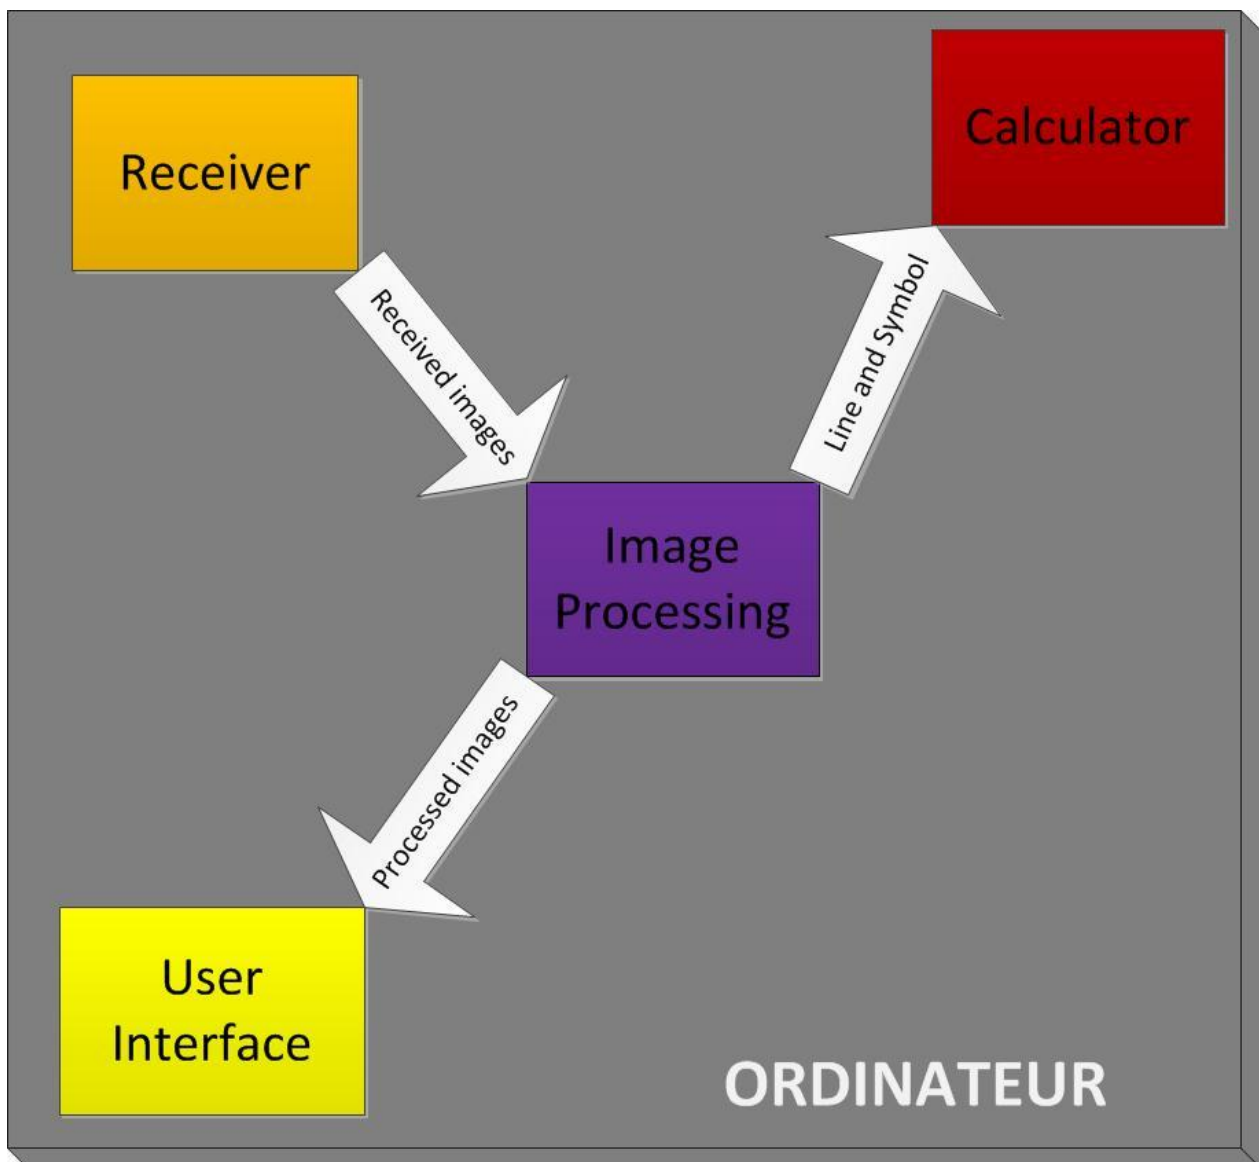 Receiver
Calculator
Received images
Line and Symbol
Image
Processing
Processed images
User
Interface
ORDINATEUR